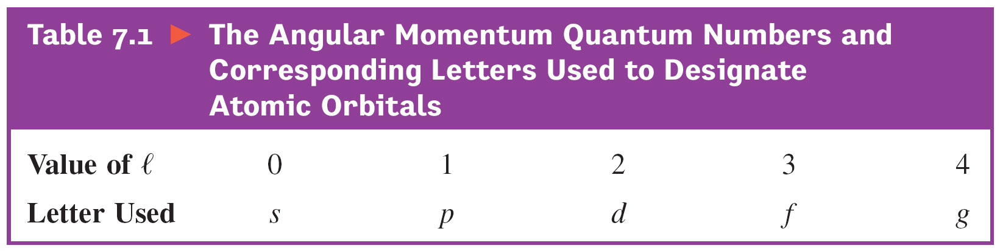 Table 7.1 ▶ The Angular Momentum Quantum Numbers and
Corresponding Letters Used to Designate
Atomic Orbitals
Value of ℓ 0 1 2 3 4
Letter Used s p d f g